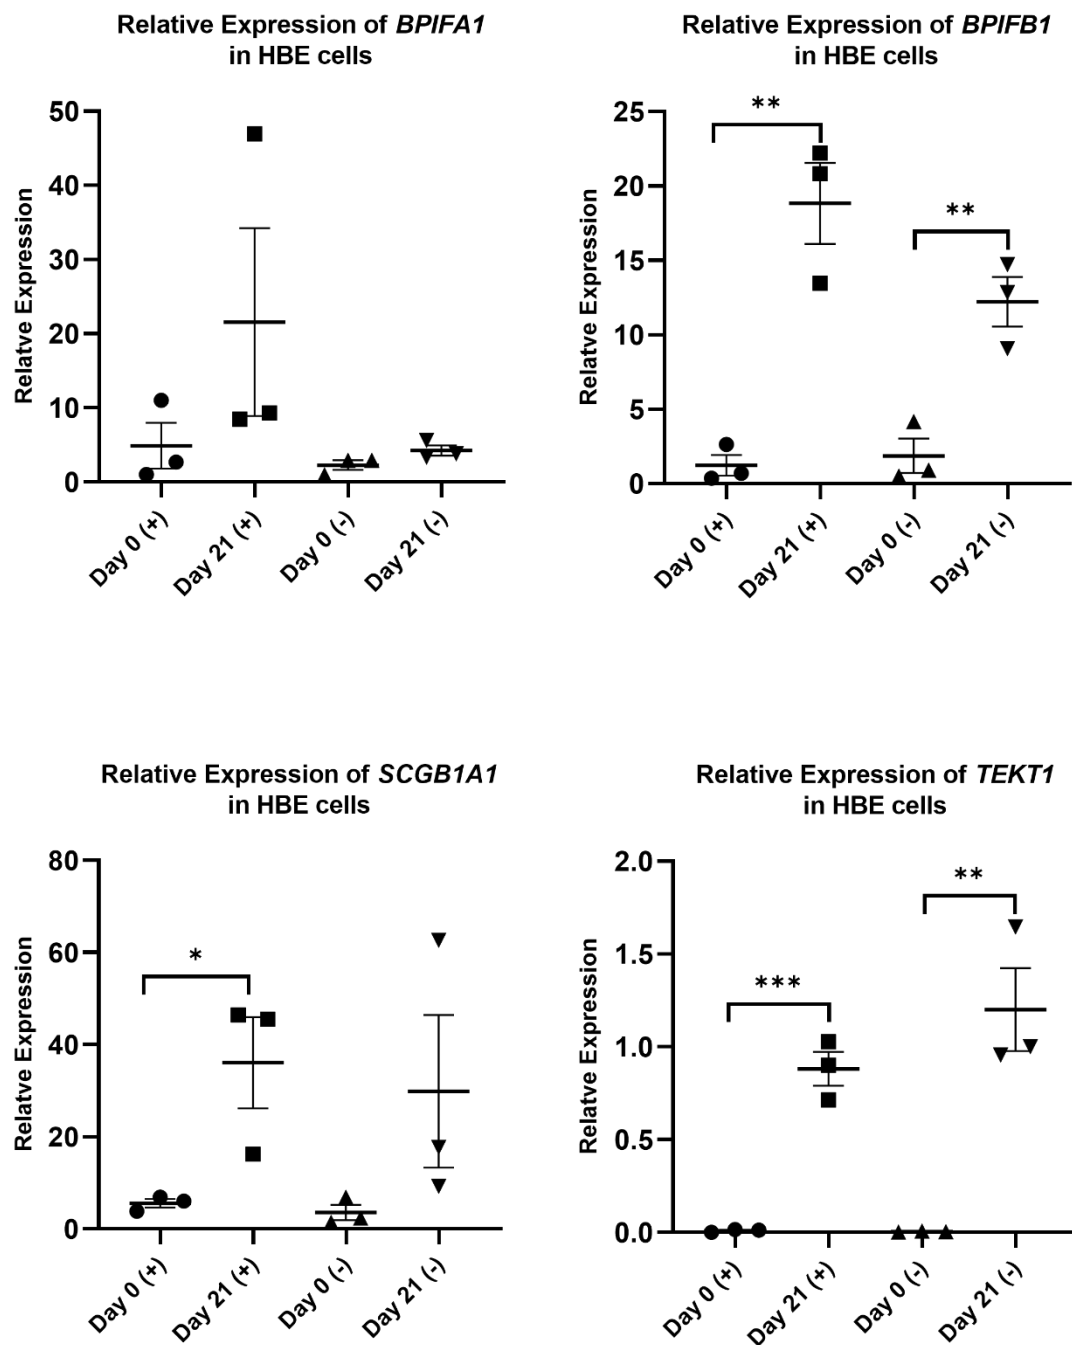 Relative Expression of BPIFA1
in HBE cells
Relatve Expression
50
40
30
20
10
0
Day 0 (+)
Day 21 (+)
Day 0 (-)
Day 21 (-)
Relative Expression of BPIFB1
in HBE cells
Relatve Expression
25
20
15
10
5
0
**
**
Day 0 (+)
Day 21 (+)
Day 0 (-)
Day 21 (-)
Relative Expression of SCGB1A1
in HBE cells
Relatve Expression
80
60
40
20
0
*
Day 0 (+)
Day 21 (+)
Day 0 (-)
Day 21 (-)
Relative Expression of TEKT1
in HBE cells
Relatve Expression
2.0
1.5
1.0
0.5
0.0
***
**
Day 0 (+)
Day 21 (+)
Day 0 (-)
Day 21 (-)